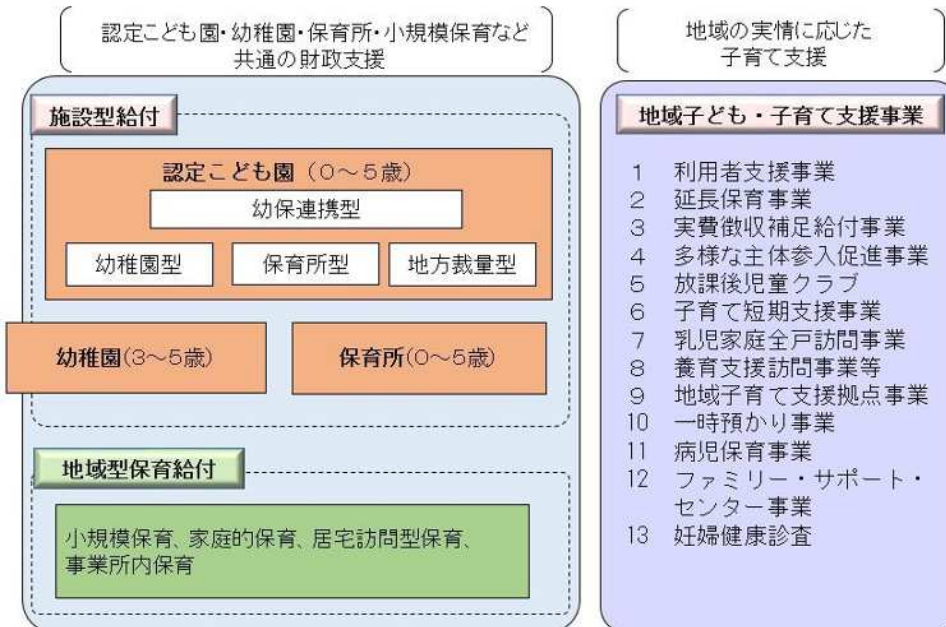 認定こども園・幼稚園・保育所・小規模保育など
共通の財政支援
施設型給付
認定こども園（０～５歳）
幼保連携型
幼稚園型
保育所型
地方裁量型
幼稚園(３～５歳)
保育所(０～５歳)
地域型保育給付
小規模保育、家庭的保育、居宅訪問型保育、
事業所内保育
地域の実情に応じた
子育て支援
地域子ども・子育て支援事業
１ 利用者支援事業
２ 延長保育事業
３ 実費徴収補足給付事業
４ 多様な主体参入促進事業
５ 放課後児童クラブ
６ 子育て短期支援事業
７ 乳児家庭全戸訪問事業
８ 養育支援訪問事業等
９ 地域子育て支援拠点事業
10 一時預かり事業
11 病児保育事業
12 ファミリー・サポート・
センター事業
13 妊婦健康診査